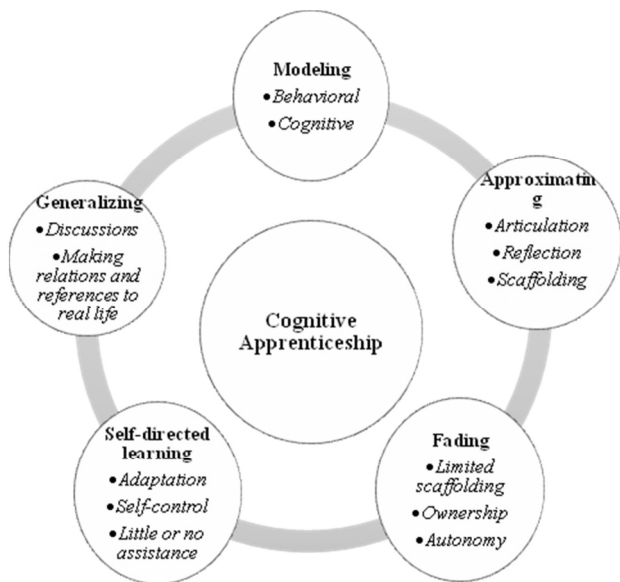 Modeling
•Behavioral
•Cognitive
Approximatin
g
•Articulation
•Reflection
•Scaffolding
Fading
•Limited
scaffolding
•Ownership
•Autonomy
Self-directed
learning
•Adaptation
•Self-control
•Little or no
assistance
Generalizing
•Discussions
•Making
relations and
references to
real life
Cognitive
Apprenticeship